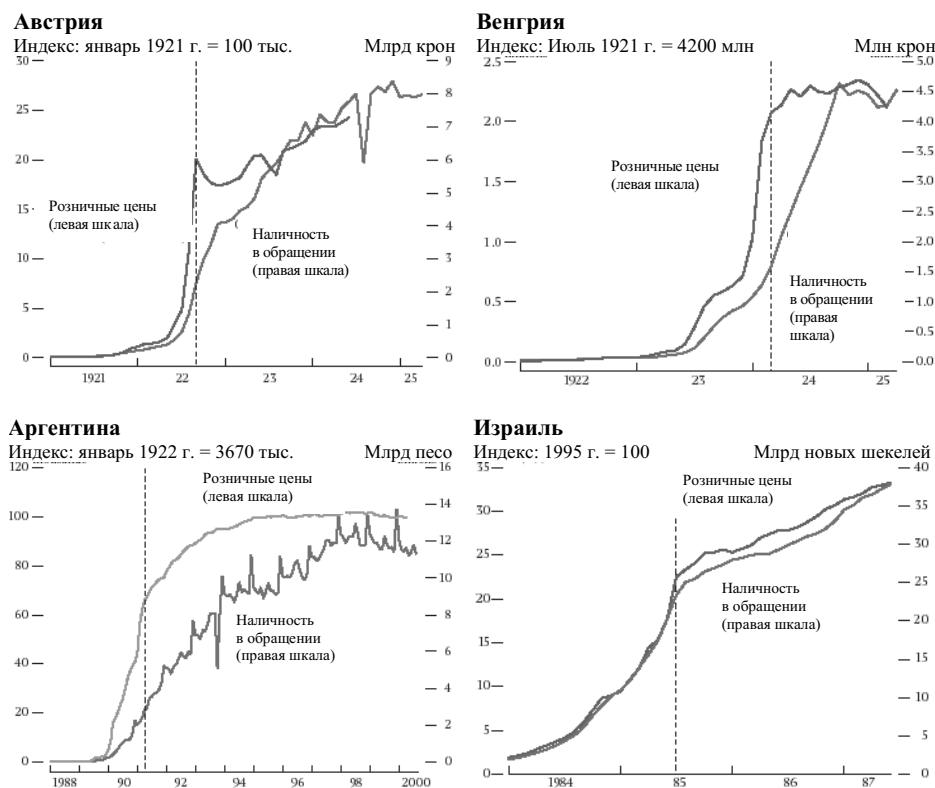 Австрия
Индекс: январь 1921 г. = 100 тыс. Млрд крон
30
20
15
10
5
0
9
8
7
6
5
4
3
2
1
0
Розничные цены
(левая шкала)
Наличность
в обращении
(правая шкала)
1921 22 23 24 25
Венгрия
Индекс: Июль 1921 г. = 4200 млн Млн крон
2.5
2.0
1.5
1.0
0.5
0.0
5.0
4.5
4.0
3.5
3.0
2.5
2.0
1.5
1.0
0.5
0.0
Розничные цены
(левая шкала)
Наличность
в обращении
(правая
шкала)
1922 23 24 25
Аргентина
Индекс: январь 1922 г. = 3670 тыс. Млрд песо
120
100
80
60
40
20
0
16
14
12
10
8
6
4
2
0
Розничные цены
(левая шкала)
Наличность
в обращении
(правая шкала)
1988 90 92 94 96 98 2000
Израиль
Индекс: 1995 г. = 100 Млрд новых шекелей
35
30
25
20
15
10
5
0
40
35
30
25
20
15
10
5
0
Розничные цены
(левая шкала)
Наличность
в обращении
(правая шкала)
1984 85 86 87